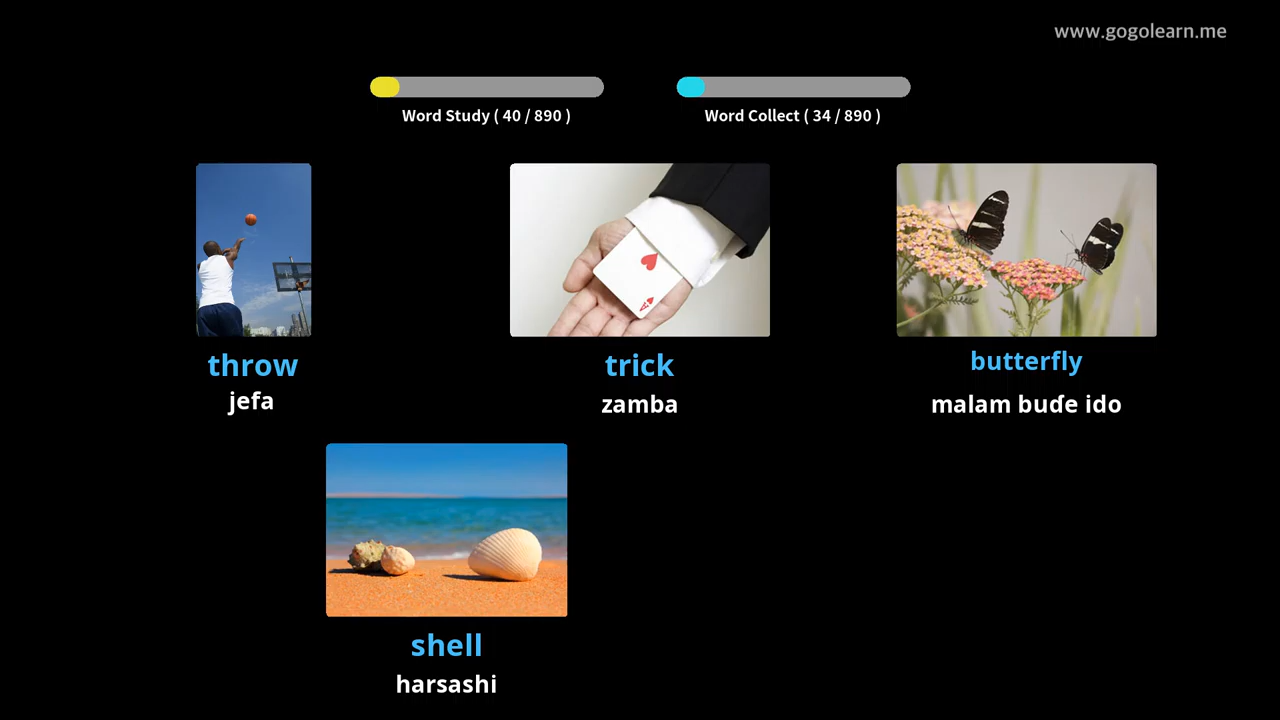 www.gogolearn.me
Word Study ( 40 / 890 )
Word Collect ( 34 / 890 )
throw
jefa
trick
zamba
butterfly
malam buɗe ido
shell
harsashi